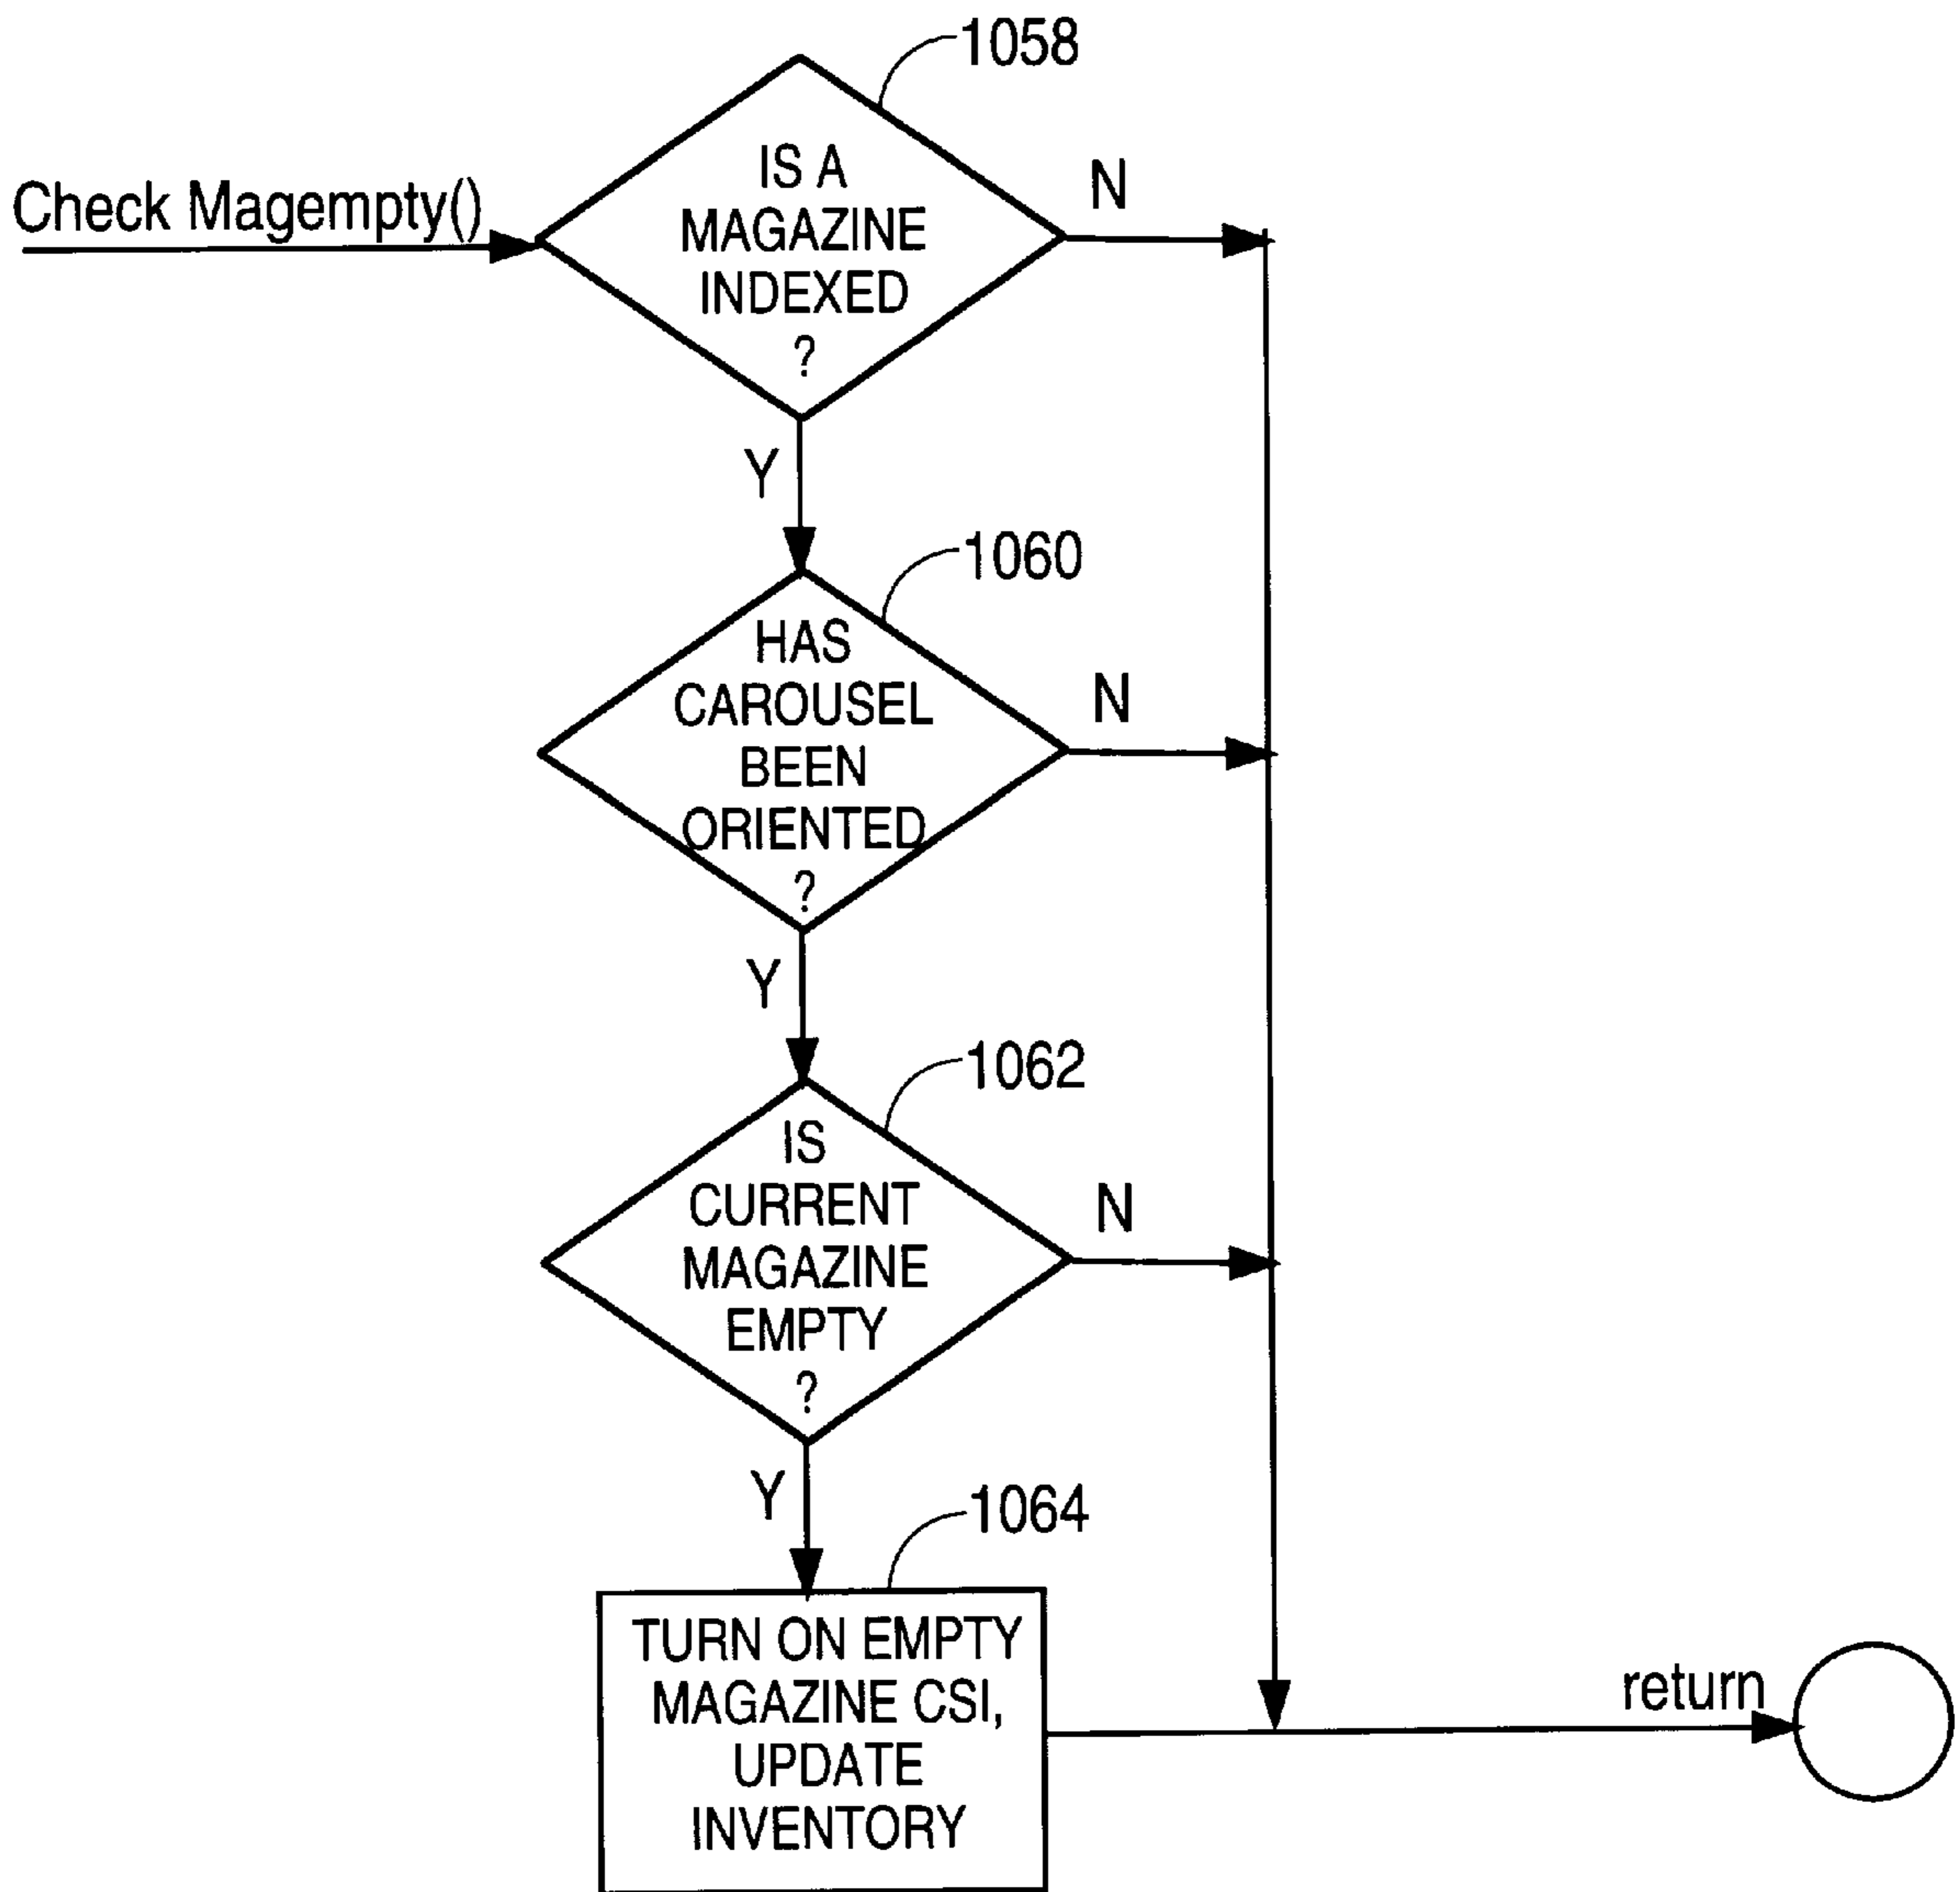 1058
IS A
MAGAZINE
INDEXED
?
N
Check Magempty()
Y
1060
HAS
CAROUSEL
BEEN
ORIENTED
?
N
Y
1062
IS
CURRENT
MAGAZINE
EMPTY
?
N
Y
1064
TURN ON EMPTY
MAGAZINE CSI,
UPDATE
INVENTORY
return